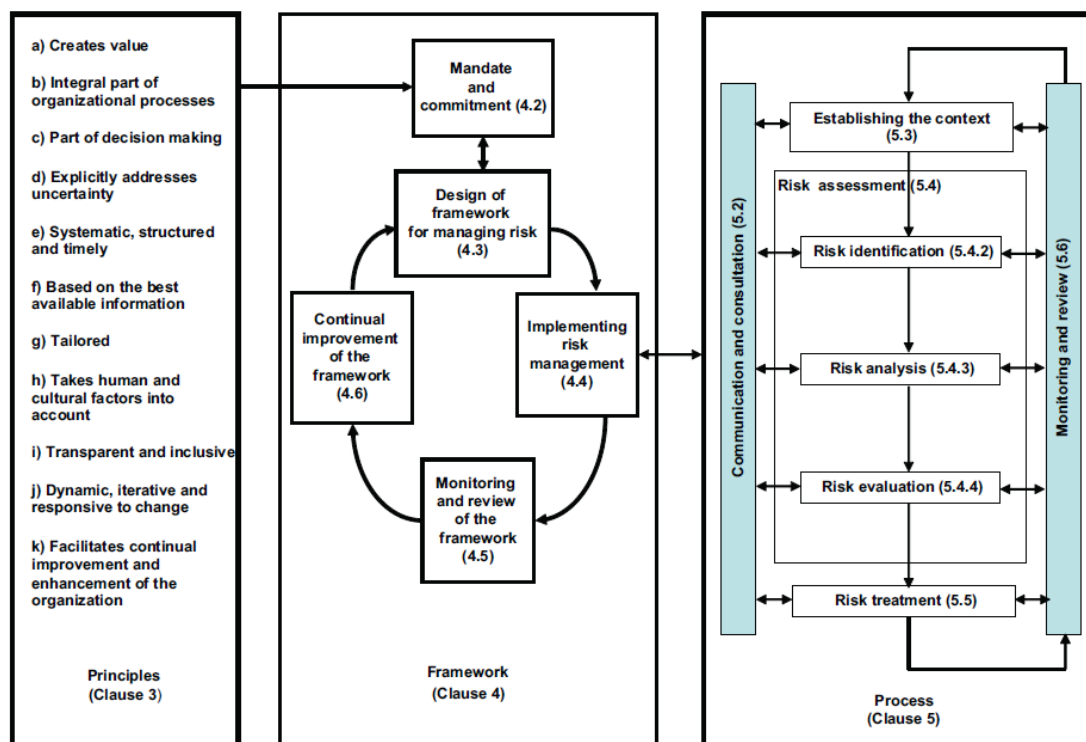 a) Creates value
b) Integral part of
organizational processes
c) Part of decision making
d) Explicitly addresses
uncertainty
e) Systematic, structured
and timely
f) Based on the best
available information
g) Tailored
h) Takes human and
cultural factors into
account
i) Transparent and inclusive
j) Dynamic, iterative and
responsive to change
k) Facilitates continual
improvement and
enhancement of the
organization
Principles
(Clause 3)
Mandate
and
commitment (4.2)
Design of
framework
for managing risk
(4.3)
Implementing
risk
management
(4.4)
Continual
improvement
of the
framework
(4.6)
Monitoring
and review
of the
framework
(4.5)
Framework
(Clause 4)
Communication and consultation (5.2)
Establishing the context
(5.3)
Risk assessment (5.4)
Risk identification (5.4.2)
Risk analysis (5.4.3)
Risk evaluation (5.4.4)
Risk treatment (5.5)
Monitoring and review (5.6)
Process
(Clause 5)